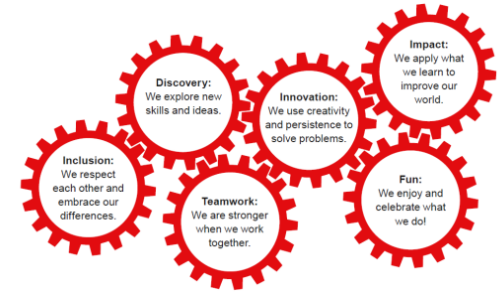 Impact:
We apply what
we learn to
improve our
world.
Discovery:
We explore new
skills and ideas.
Innovation:
We use creativity
and persistence to
solve problems.
Inclusion:
We respect
each other and
embrace our
differences.
Teamwork:
We are stronger
when we work
together.
Fun:
We enjoy and
celebrate what
we do!